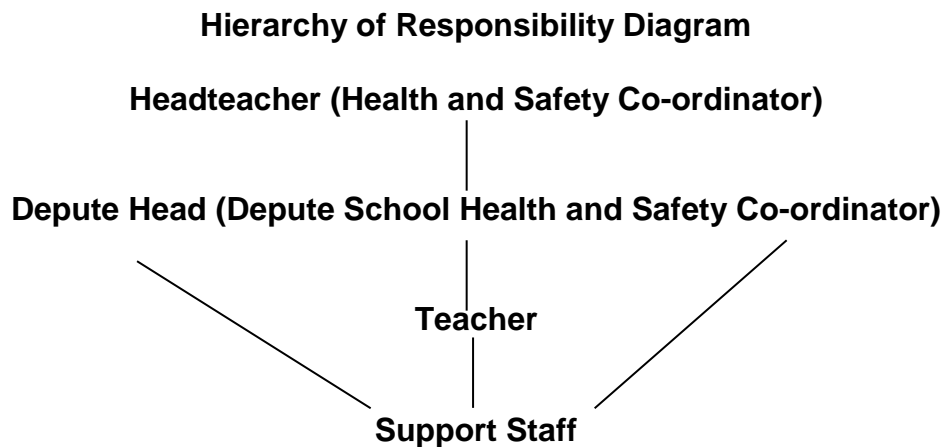 Hierarchy of Responsibility Diagram
Headteacher (Health and Safety Co-ordinator)
Depute Head (Depute School Health and Safety Co-ordinator)
Teacher
Support Staff